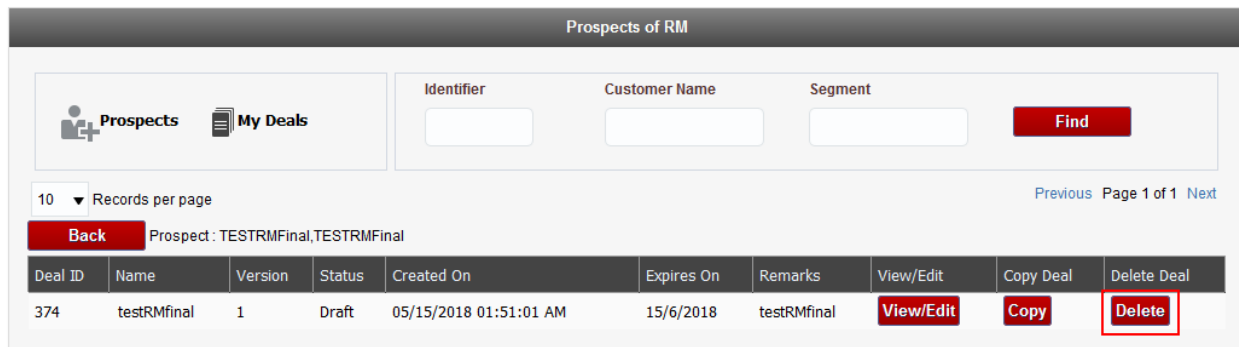 Prospects of RM
Identifier Customer Name Segment
Prospects My Deals Find
10 Records per page Previous Page 1 of 1 Next
Back Prospect : TESTRMFinal,TESTRMFinal
Deal ID Name Version Status Created On Expires On Remarks View/Edit Copy Deal Delete Deal
374 testRMfinal 1 Draft 05/15/2018 01:51:01 AM 15/6/2018 testRMfinal View/Edit Copy Delete